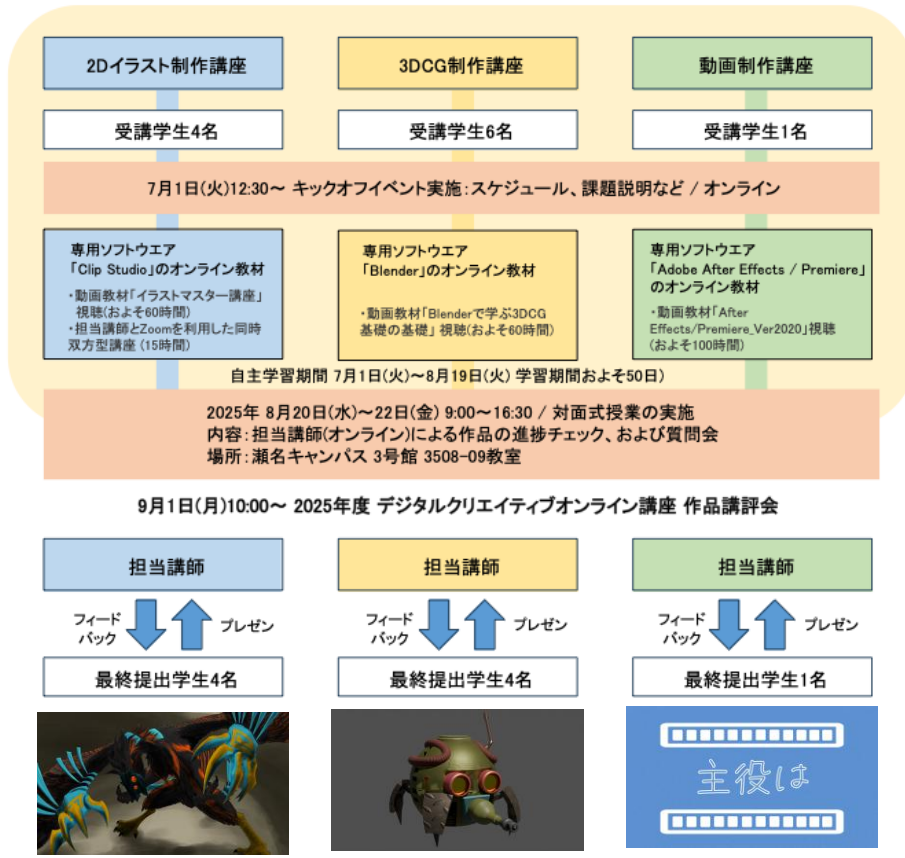 2Dイラスト制作講座
3DCG制作講座
動画制作講座
受講学生4名
受講学生6名
受講学生1名
7月1日(火)12:30～ キックオフイベント実施：スケジュール、課題説明など / オンライン
専用ソフトウエア
「Clip Studio」のオンライン教材
・動画教材「イラストマスター講座」
視聴(およそ60時間)
・担当講師とZoomを利用した同時
双方型講座 (15時間)
専用ソフトウエア
「Blender」のオンライン教材
・動画教材「Blenderで学ぶ3DCG
基礎の基礎」 視聴(およそ60時間)
専用ソフトウエア
「Adobe After Effects / Premiere」
のオンライン教材
・動画教材「After
Effects/Premiere_Ver2020」視聴
(およそ100時間)
自主学習期間 7月1日(火)～8月19日(火) 学習期間およそ50日)
2025年 8月20日(水)～22日(金) 9:00～16:30 / 対面式授業の実施
内容：担当講師(オンライン)による作品の進捗チェック、および質問会
場所：瀬名キャンパス 3号館 3508-09教室
9月1日(月)10:00～ 2025年度 デジタルクリエイティブオンライン講座 作品講評会
担当講師
担当講師
担当講師
フィード
バック
プレゼン
フィード
バック
プレゼン
フィード
バック
プレゼン
最終提出学生4名
最終提出学生4名
最終提出学生1名
主役は